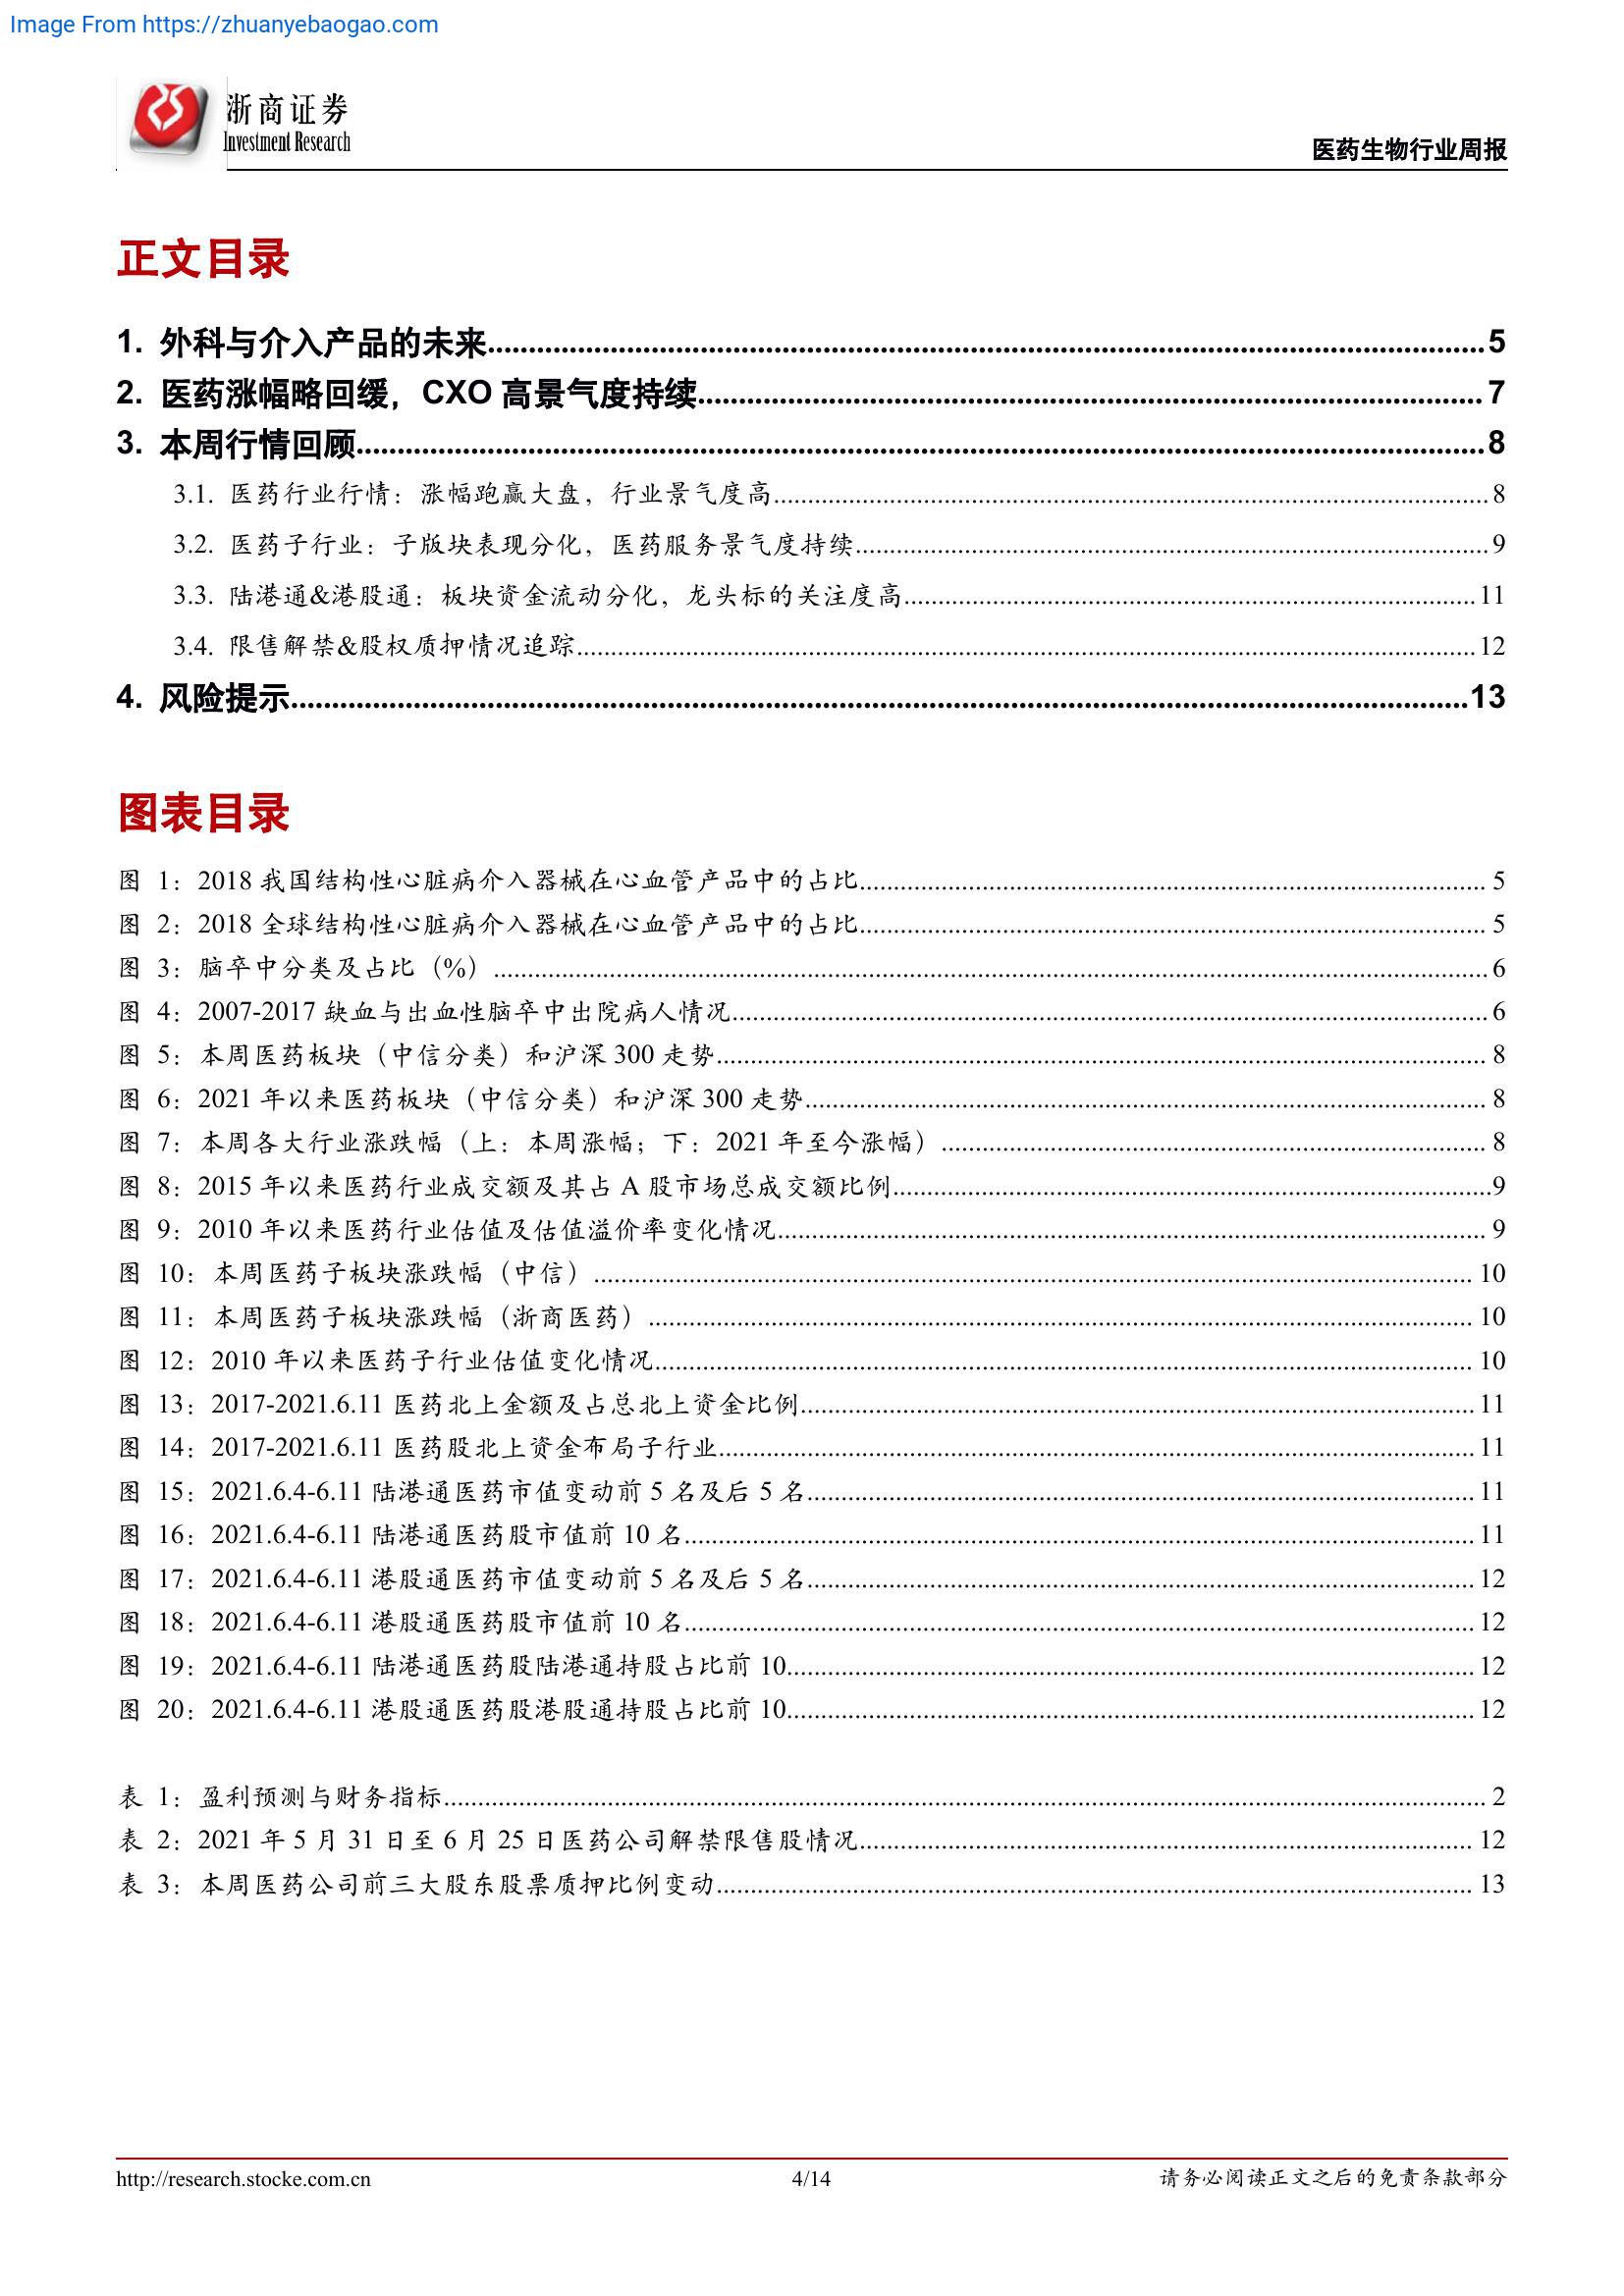 Image From https://zhuanyebaogao.com
浙商证券
Investment Research
医药生物行业周报
正文目录
1. 外科与介入产品的未来 5
2. 医药涨幅略回缓，CXO 高景气度持续 7
3. 本周行情回顾 8
3.1. 医药行业行情：涨幅跑赢大盘，行业景气度高 8
3.2. 医药子行业：子版块表现分化，医药服务景气度持续 9
3.3. 陆港通&港股通：板块资金流动分化，龙头标的关注度高 11
3.4. 限售解禁&股权质押情况追踪 12
4. 风险提示 13
图表目录
图 1：2018 我国结构性心脏病介入器械在心血管产品中的占比 5
图 2：2018 全球结构性心脏病介入器械在心血管产品中的占比 5
图 3：脑卒中分类及占比（%） 6
图 4：2007-2017 缺血与出血性脑卒中出院病人情况 6
图 5：本周医药板块（中信分类）和沪深 300 走势 8
图 6：2021 年以来医药板块（中信分类）和沪深 300 走势 8
图 7：本周各大行业涨跌幅（上：本周涨幅；下：2021 年至今涨幅） 8
图 8：2015 年以来医药行业成交额及其占 A 股市场总成交额比例 9
图 9：2010 年以来医药行业估值及估值溢价率变化情况 9
图 10：本周医药子板块涨跌幅（中信） 10
图 11：本周医药子板块涨跌幅（浙商医药） 10
图 12：2010 年以来医药子行业估值变化情况 10
图 13：2017-2021.6.11 医药北上金额及占总北上资金比例 11
图 14：2017-2021.6.11 医药股北上资金布局子行业 11
图 15：2021.6.4-6.11 陆港通医药市值变动前 5 名及后 5 名 11
图 16：2021.6.4-6.11 陆港通医药股市值前 10 名 11
图 17：2021.6.4-6.11 港股通医药市值变动前 5 名及后 5 名 12
图 18：2021.6.4-6.11 港股通医药股市值前 10 名 12
图 19：2021.6.4-6.11 陆港通医药股陆港通持股占比前 10 12
图 20：2021.6.4-6.11 港股通医药股港股通持股占比前 10 12
表 1：盈利预测与财务指标 2
表 2：2021 年 5 月 31 日至 6 月 25 日医药公司解禁限售股情况 12
表 3：本周医药公司前三大股东股票质押比例变动 13
http://research.stocke.com.cn
4/14
请务必阅读正文之后的免责条款部分